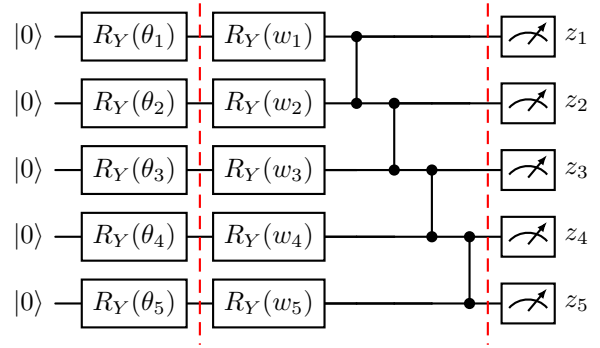 |0⟩ R_Y(θ_1) R_Y(w_1) z_1
|0⟩ R_Y(θ_2) R_Y(w_2) z_2
|0⟩ R_Y(θ_3) R_Y(w_3) z_3
|0⟩ R_Y(θ_4) R_Y(w_4) z_4
|0⟩ R_Y(θ_5) R_Y(w_5) z_5